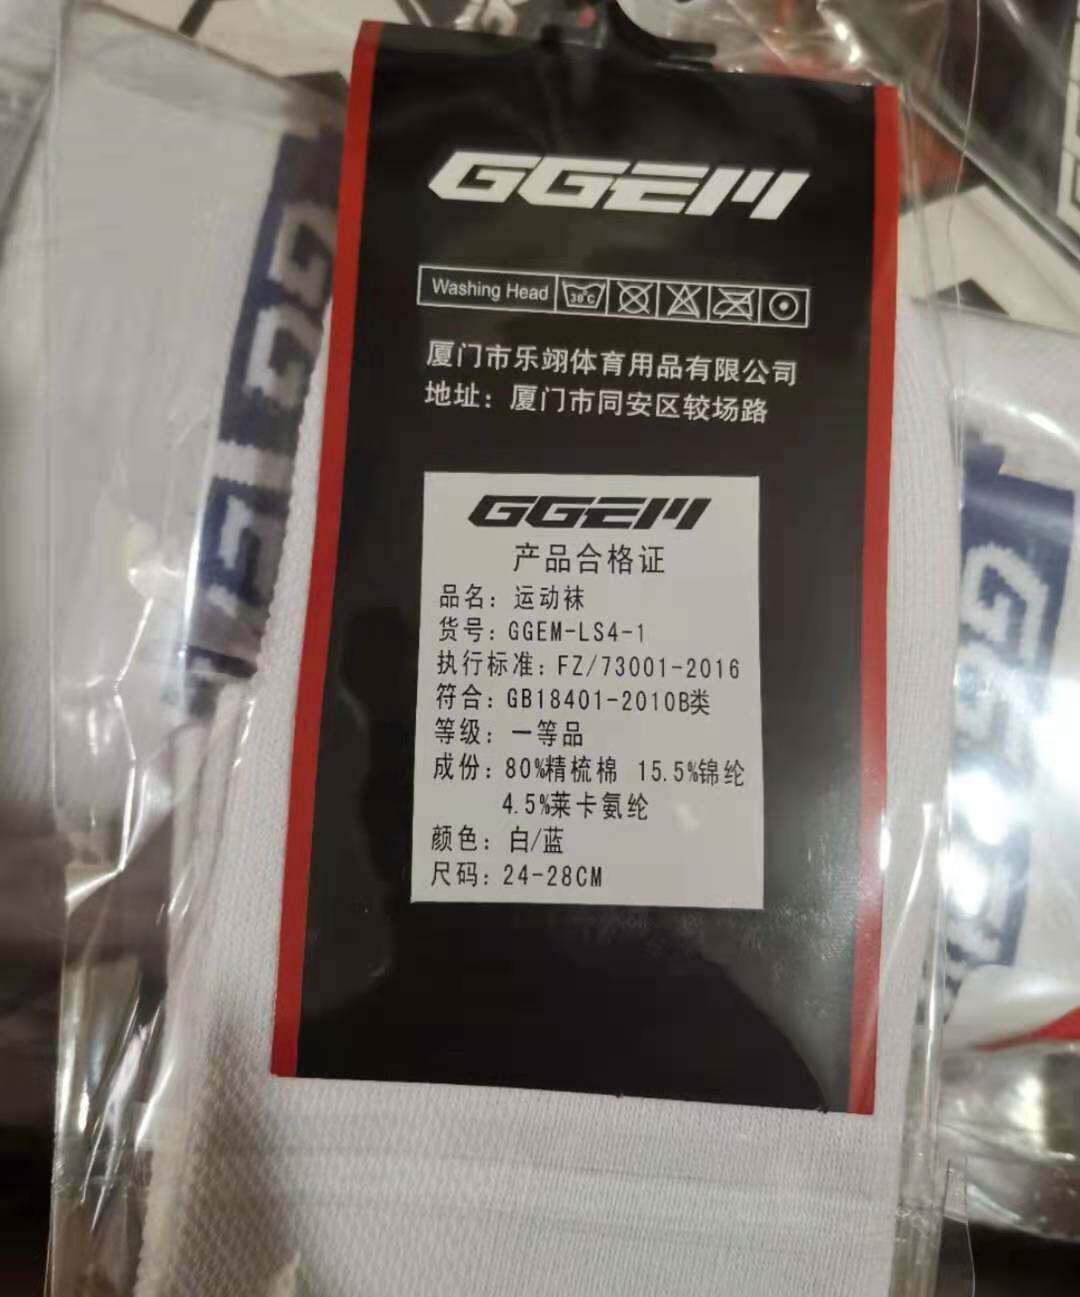 GGEM
Washing Head 30°C
厦门市乐翊体育用品有限公司
地址：厦门市同安区较场路
GGEM
产品合格证
品名：运动袜
货号：GGEM-LS4-1
执行标准：FZ/73001-2016
符合：GB18401-2010B类
等级：一等品
成份：80%精梳棉 15.5%锦纶
4.5%莱卡氨纶
颜色：白/蓝
尺码：24-28CM